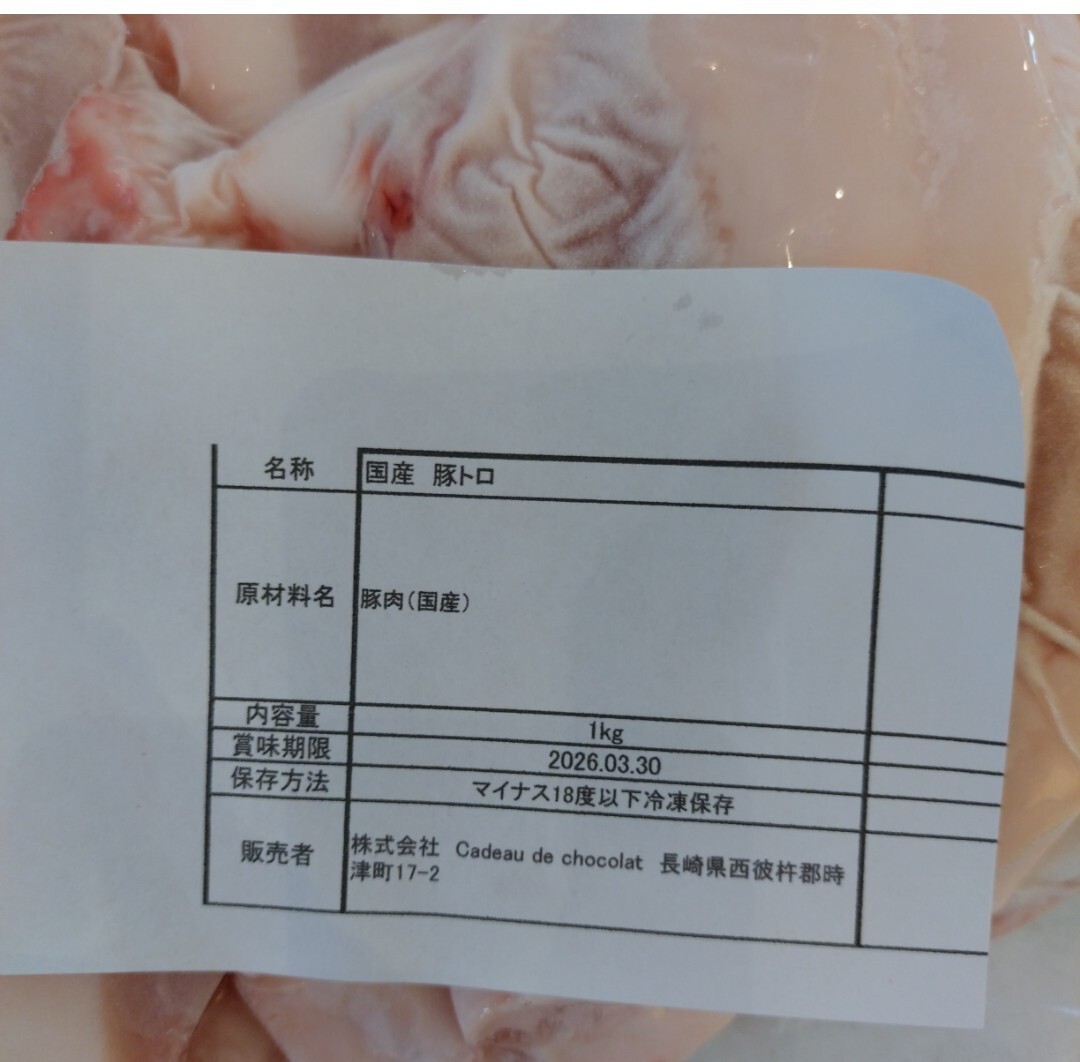 名称 国産 豚トロ
原材料名 豚肉(国産)
内容量 1kg
賞味期限 2026.03.30
保存方法 マイナス18度以下冷凍保存
販売者 株式会社 Cadeau de chocolat 長崎県西彼杵郡時
津町17-2